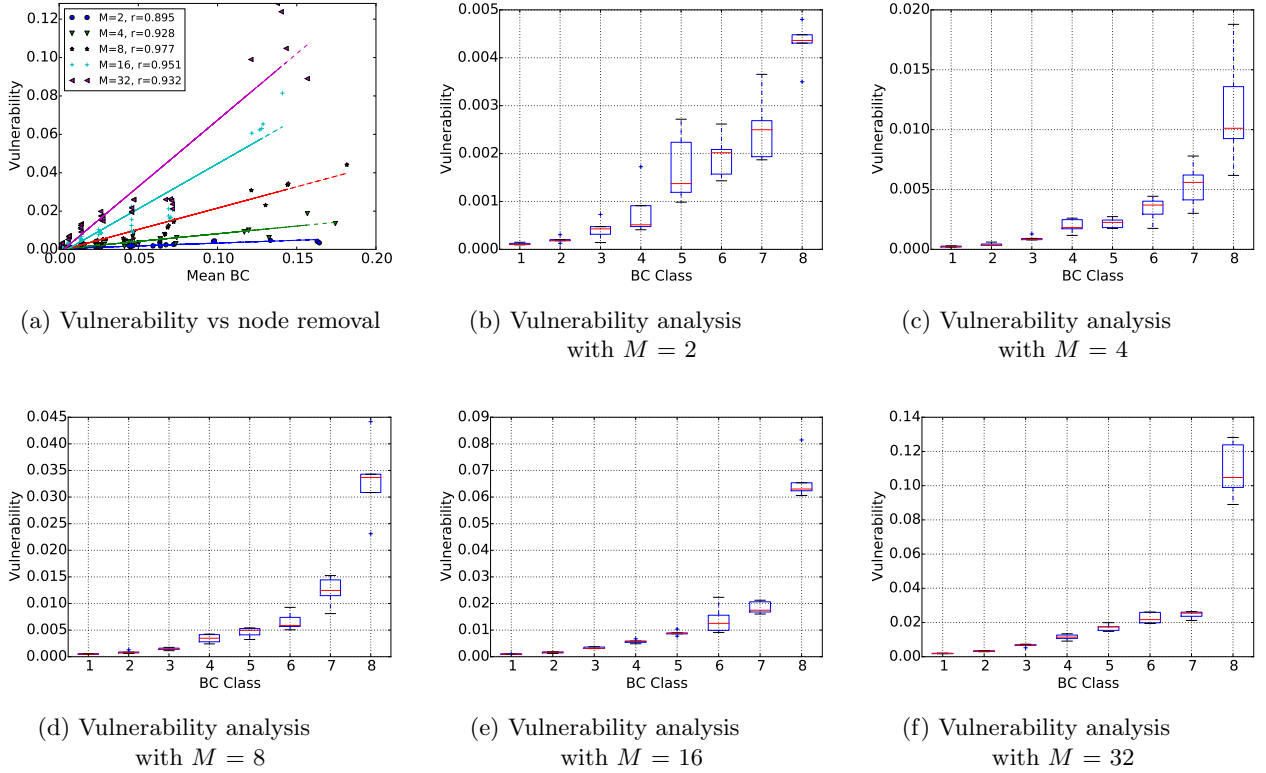 0.12
0.10
0.08
0.06
0.04
0.02
0.00
Vulnerability
M=2, r=0.895
M=4, r=0.928
M=8, r=0.977
M=16, r=0.951
M=32, r=0.932
0.00 0.05 0.10 0.15 0.20
Mean BC
(a) Vulnerability vs node removal
0.005
0.004
0.003
0.002
0.001
0.000
Vulnerability
1 2 3 4 5 6 7 8
BC Class
(b) Vulnerability analysis
with M = 2
0.020
0.015
0.010
0.005
0.000
Vulnerability
1 2 3 4 5 6 7 8
BC Class
(c) Vulnerability analysis
with M = 4
0.045
0.040
0.035
0.030
0.025
0.020
0.015
0.010
0.005
0.000
Vulnerability
1 2 3 4 5 6 7 8
BC Class
(d) Vulnerability analysis
with M = 8
0.09
0.08
0.07
0.06
0.05
0.04
0.03
0.02
0.01
0.00
Vulnerability
1 2 3 4 5 6 7 8
BC Class
(e) Vulnerability analysis
with M = 16
0.14
0.12
0.10
0.08
0.06
0.04
0.02
0.00
Vulnerability
1 2 3 4 5 6 7 8
BC Class
(f) Vulnerability analysis
with M = 32